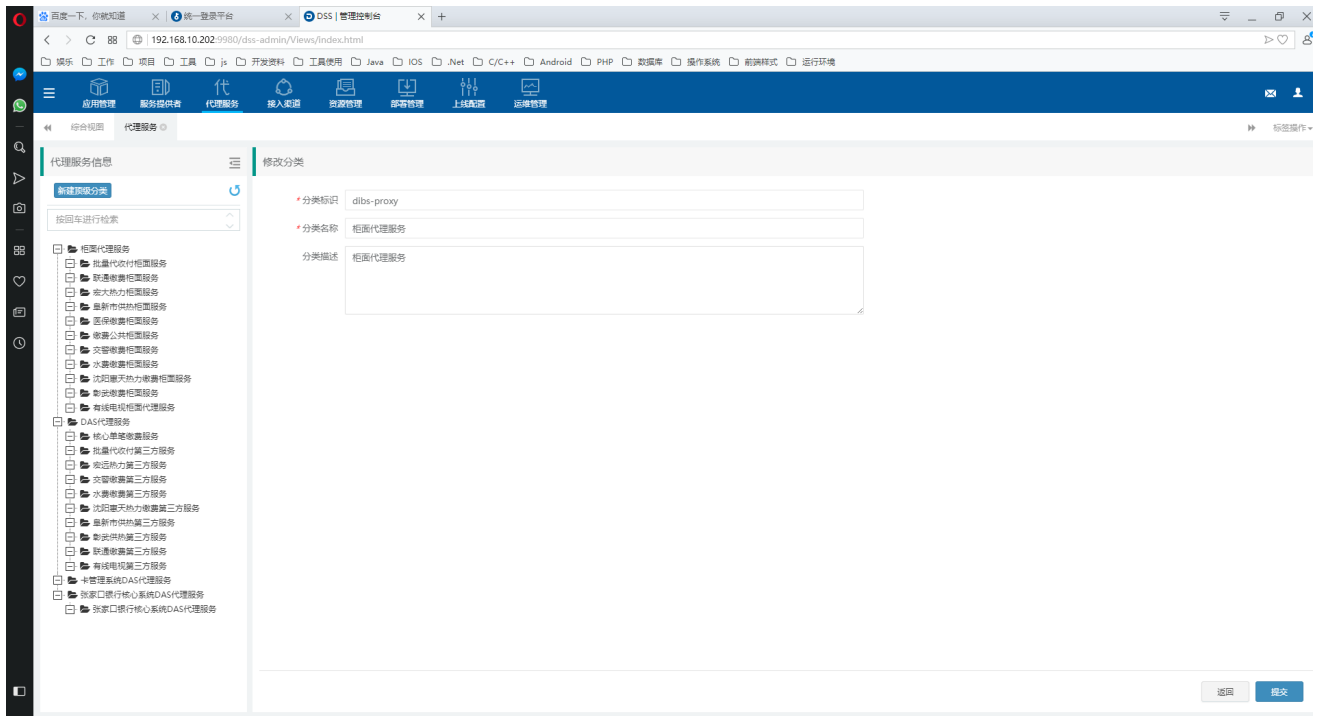 百度一下，你就知道
统一登录平台
DSS | 管理控制台
192.168.10.202:9980/dss-admin/Views/index.html
娱乐 工作 项目 工具 js 开发资料 工具使用 Java IOS .Net C/C++ Android PHP 数据库 操作系统 前端样式 运行环境
应用管理 服务提供者 代理服务 接入渠道 资源管理 部署管理 上线配置 运维管理
综合视图 代理服务 标签操作
代理服务信息
新建顶级分类
按回车进行检索
柜面代理服务
批量代收付柜面服务
联通缴费柜面服务
宏大热力柜面服务
阜新市供热柜面服务
医保缴费柜面服务
缴费公共柜面服务
交警缴费柜面服务
水费缴费柜面服务
沈阳惠天热力缴费柜面服务
彰武缴费柜面服务
有线电视柜面代理服务
DAS代理服务
核心单笔缴费服务
批量代收付第三方服务
宏远热力第三方服务
交警缴费第三方服务
水费缴费第三方服务
沈阳惠天热力缴费第三方服务
阜新市供热第三方服务
彰武供热第三方服务
联通缴费第三方服务
有线电视第三方服务
卡管理系统DAS代理服务
张家口银行核心系统DAS代理服务
张家口银行核心系统DAS代理服务
修改分类
*分类标识 dibs-proxy
*分类名称 柜面代理服务
分类描述 柜面代理服务
返回 提交